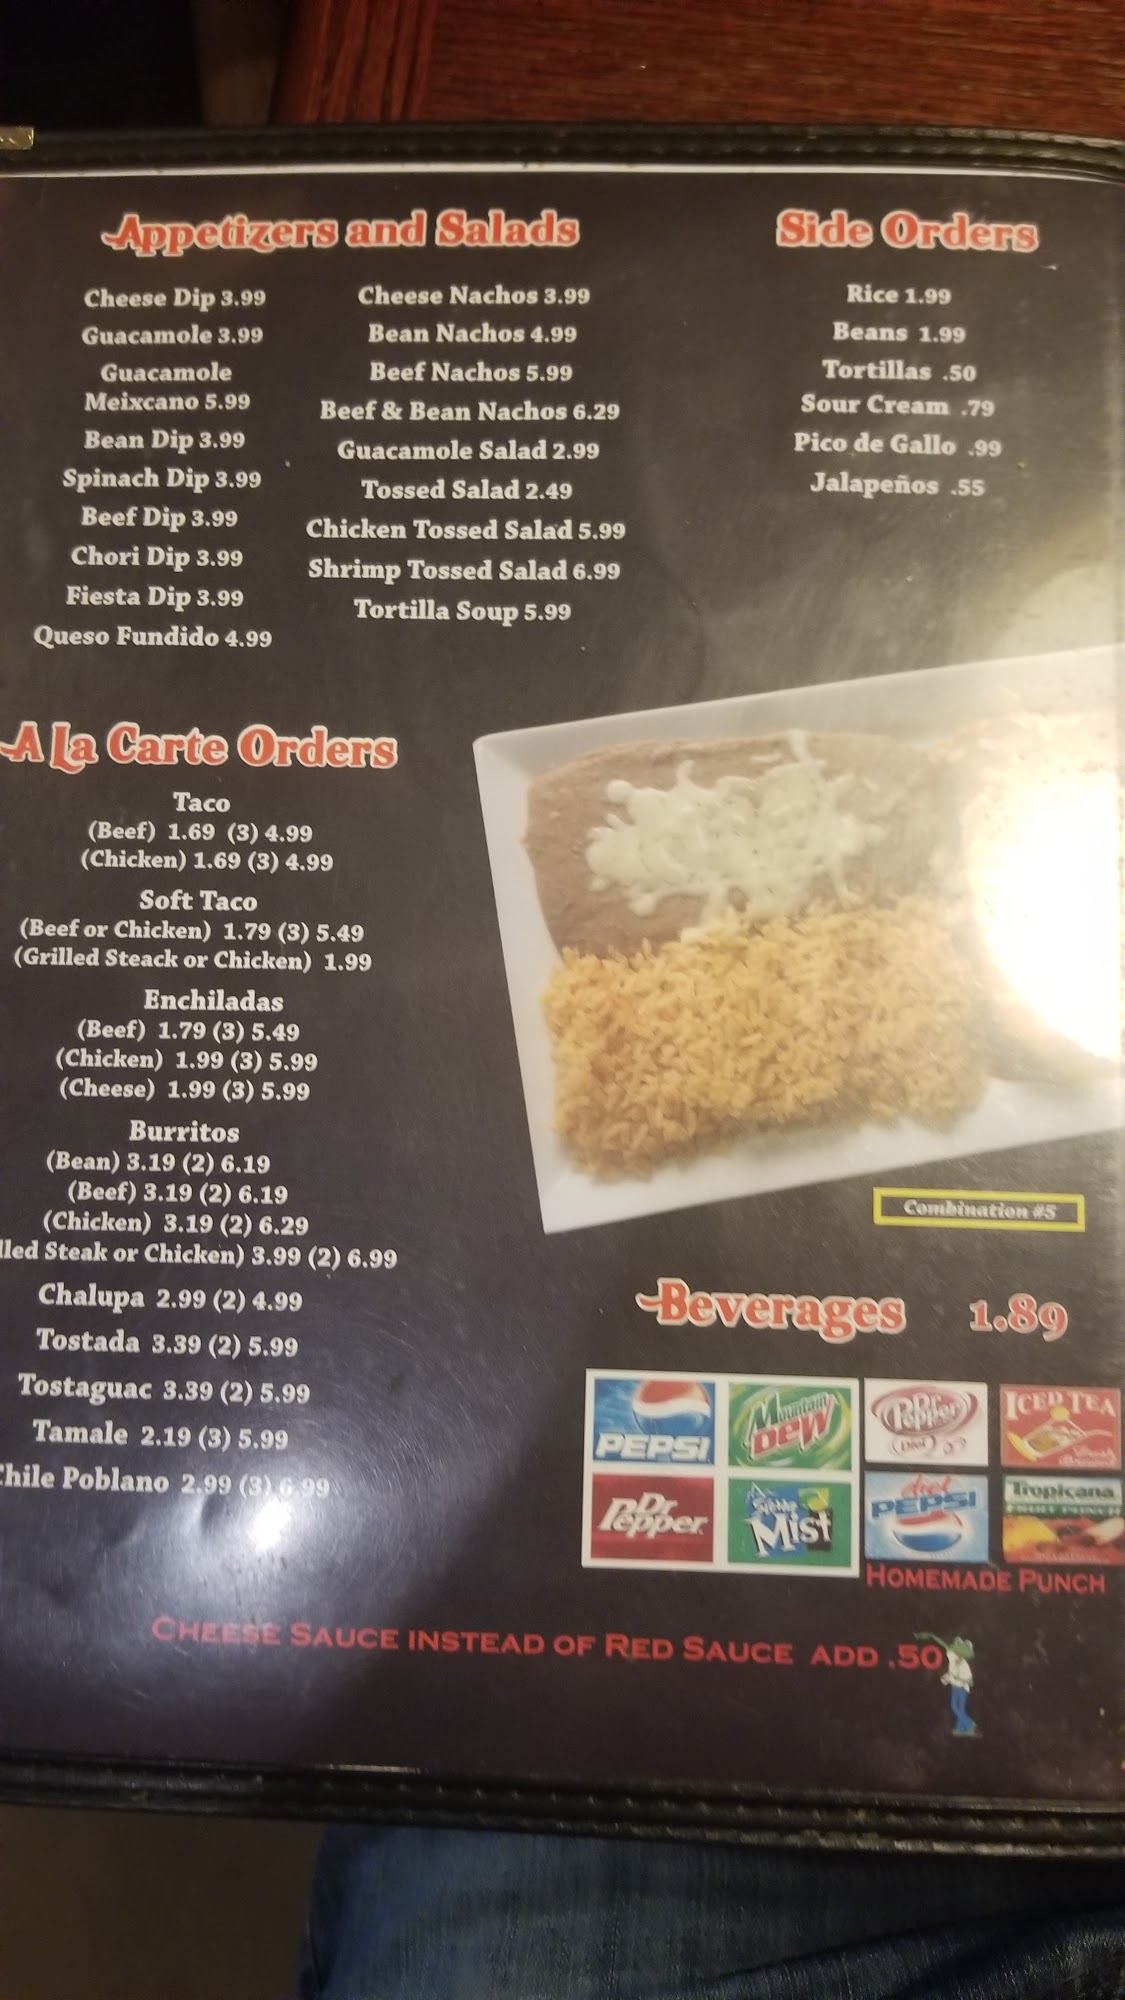 Appetizers and Salads
Cheese Dip 3.99
Guacamole 3.99
Guacamole
Meixcano 5.99
Bean Dip 3.99
Spinach Dip 3.99
Beef Dip 3.99
Chori Dip 3.99
Fiesta Dip 3.99
Queso Fundido 4.99
Cheese Nachos 3.99
Bean Nachos 4.99
Beef Nachos 5.99
Beef & Bean Nachos 6.29
Guacamole Salad 2.99
Tossed Salad 2.49
Chicken Tossed Salad 5.99
Shrimp Tossed Salad 6.99
Tortilla Soup 5.99
Side Orders
Rice 1.99
Beans 1.99
Tortillas .50
Sour Cream .79
Pico de Gallo .99
Jalapeños .55
A La Carte Orders
Taco
(Beef) 1.69 (3) 4.99
(Chicken) 1.69 (3) 4.99
Soft Taco
(Beef or Chicken) 1.79 (3) 5.49
(Grilled Steack or Chicken) 1.99
Enchiladas
(Beef) 1.79 (3) 5.49
(Chicken) 1.99 (3) 5.99
(Cheese) 1.99 (3) 5.99
Burritos
(Bean) 3.19 (2) 6.19
(Beef) 3.19 (2) 6.19
(Chicken) 3.19 (2) 6.29
lled Steak or Chicken) 3.99 (2) 6.99
Chalupa 2.99 (2) 4.99
Tostada 3.39 (2) 5.99
Tostaguac 3.39 (2) 5.99
Tamale 2.19 (3) 5.99
Chile Poblano 2.99 (3) 6.99
Combination #5
Beverages 1.89
PEPSI
Mountain Dew
Dr Pepper
Diet
ICED TEA
Dr Pepper
Sierra Mist
diet PEPSI
Tropicana
FRUIT PUNCH
HOMEMADE PUNCH
CHEESE SAUCE INSTEAD OF RED SAUCE ADD .50